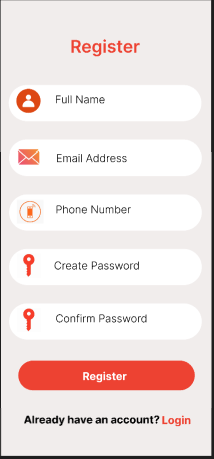 Register
Full Name
Email Address
Phone Number
Create Password
Confirm Password
Register
Already have an account? Login